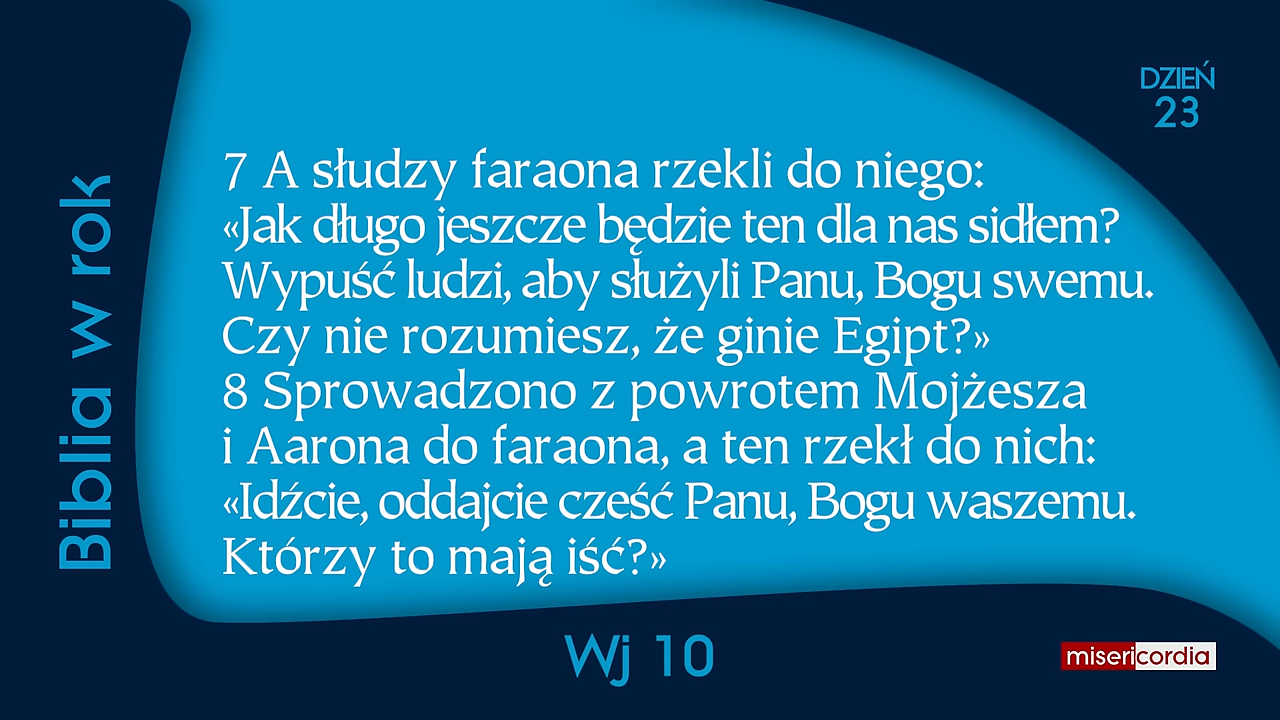 DZIEŃ
23
Biblia w rok
7 A słudzy faraona rzekli do niego:
«Jak długo jeszcze będzie ten dla nas sidłem?
Wypuść ludzi, aby służyli Panu, Bogu swemu.
Czy nie rozumiesz, że ginie Egipt?»
8 Sprowadzono z powrotem Mojżesza
i Aarona do faraona, a ten rzekł do nich:
«Idźcie, oddajcie cześć Panu, Bogu waszemu.
Którzy to mają iść?»
Wj 10
misericordia